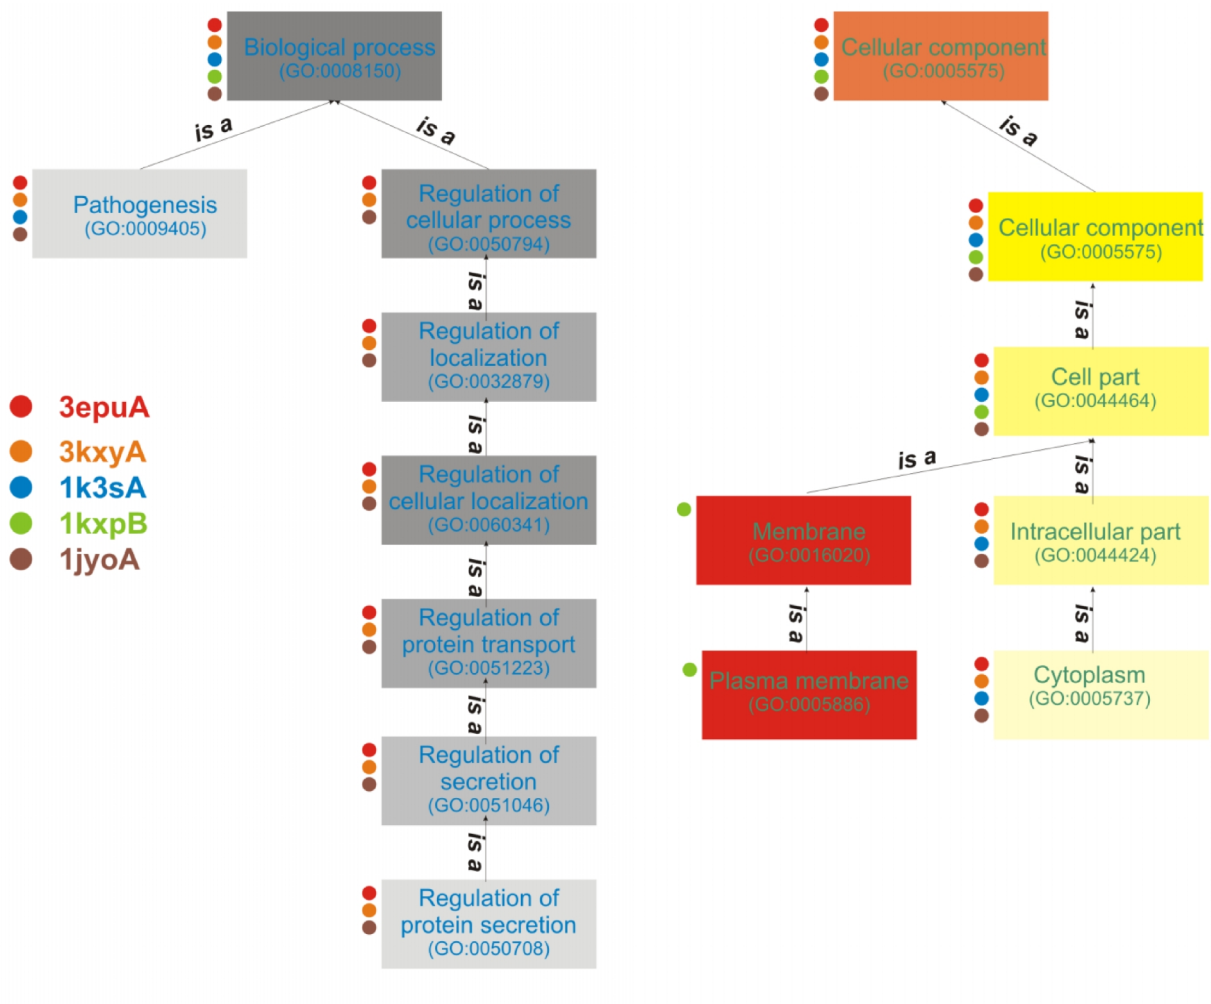 Biological process
(GO:0008150)
is a
is a
Pathogenesis
(GO:0009405)
Regulation of
cellular process
(GO:0050794)
is a
Regulation of
localization
(GO:0032879)
is a
Regulation of
cellular localization
(GO:0060341)
is a
Regulation of
protein transport
(GO:0051223)
is a
Regulation of
secretion
(GO:0051046)
is a
Regulation of
protein secretion
(GO:0050708)
3epuA
3kxyA
1k3sA
1kxpB
1jyoA
Cellular component
(GO:0005575)
is a
Cellular component
(GO:0005575)
is a
Cell part
(GO:0044464)
is a
is a
Membrane
(GO:0016020)
Intracellular part
(GO:0044424)
is a
is a
Plasma membrane
(GO:0005886)
Cytoplasm
(GO:0005737)